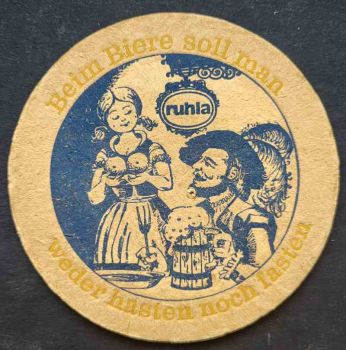 Beim Biere soll man
ruhla
weder hasten noch fasten